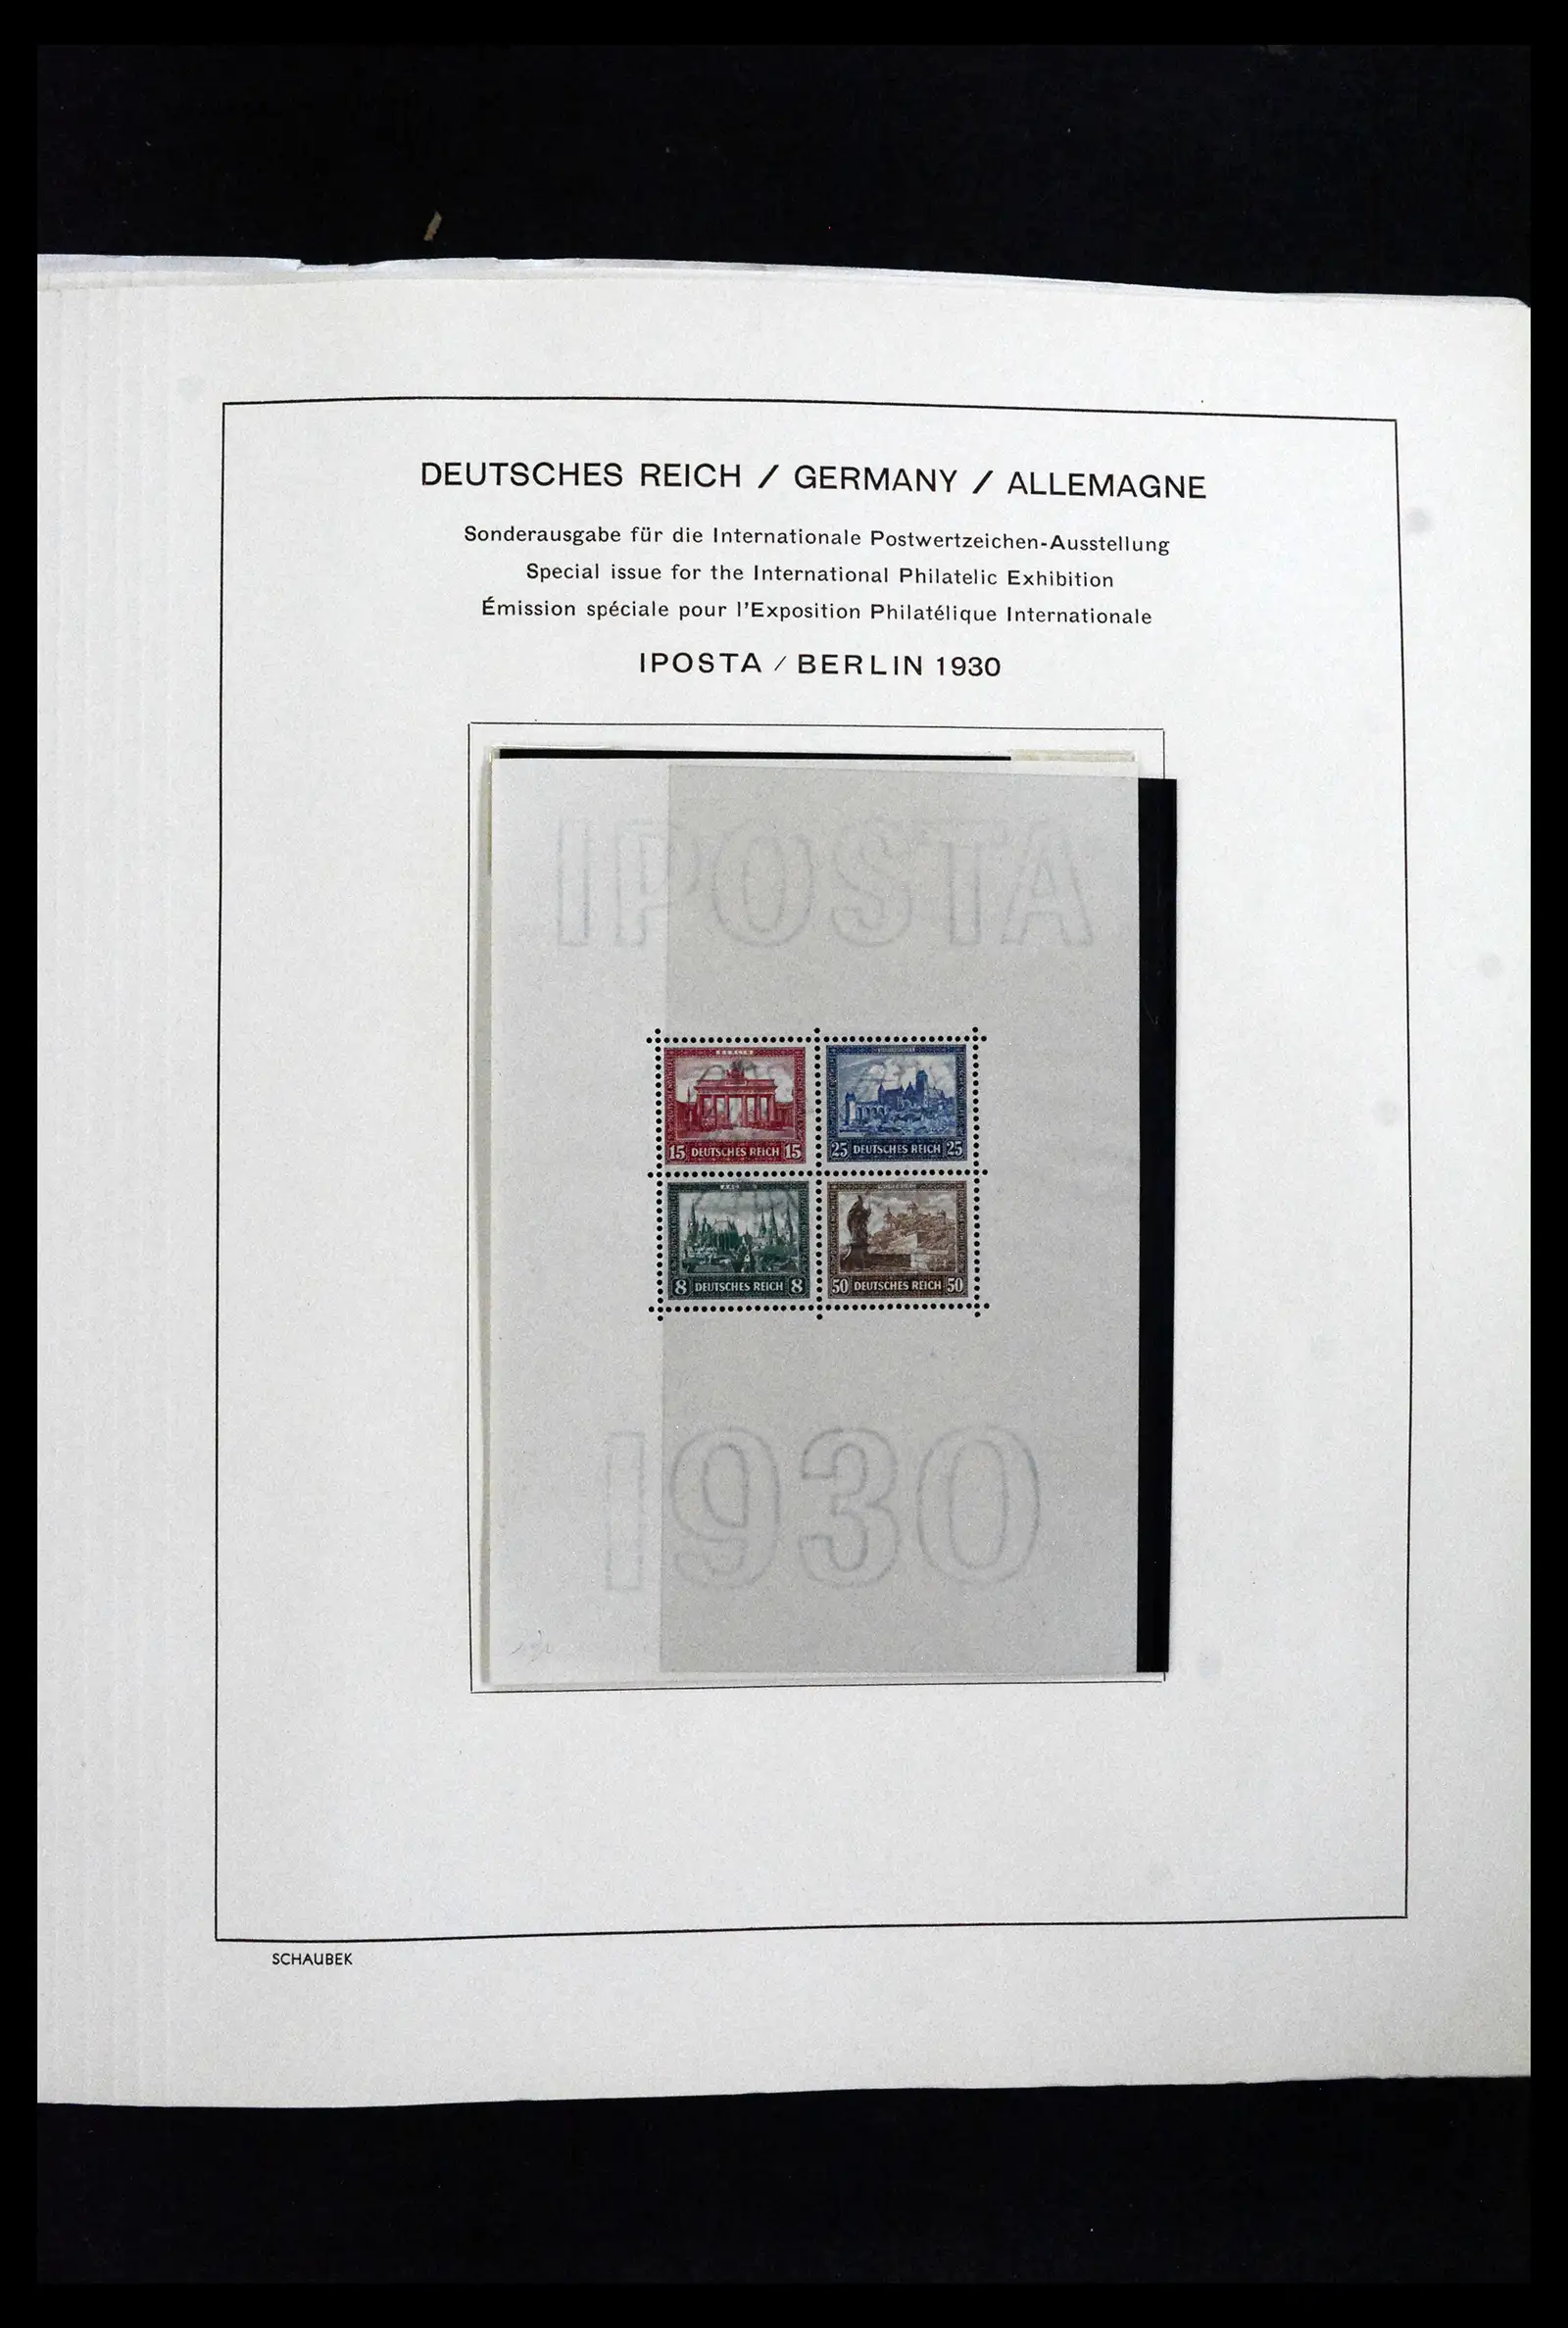 DEUTSCHES REICH / GERMANY / ALLEMAGNE
Sonderausgabe für die Internationale Postwertzeichen-Ausstellung
Special issue for the International Philatelic Exhibition
Émission spéciale pour l'Exposition Philatélique Internationale
IPOSTA / BERLIN 1930
IPOSTA
BERLIN
15 DEUTSCHES REICH 15
25 DEUTSCHES REICH 25
AACHEN
8 DEUTSCHES REICH 8
50 DEUTSCHES REICH 50
1930
SCHAUBEK